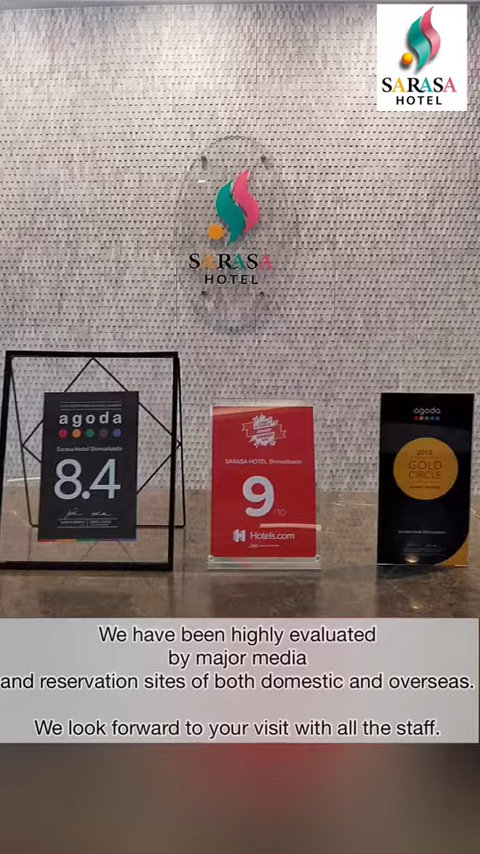 SARASA
HOTEL
SARASA
HOTEL
agoda
Sarasa Hotel Shinsaibashi
8.4
SARASA HOTEL Shinsaibashi
9/10
Hotels.com
agoda
2018
GOLD
CIRCLE
We have been highly evaluated
by major media
and reservation sites of both domestic and overseas.
We look forward to your visit with all the staff.